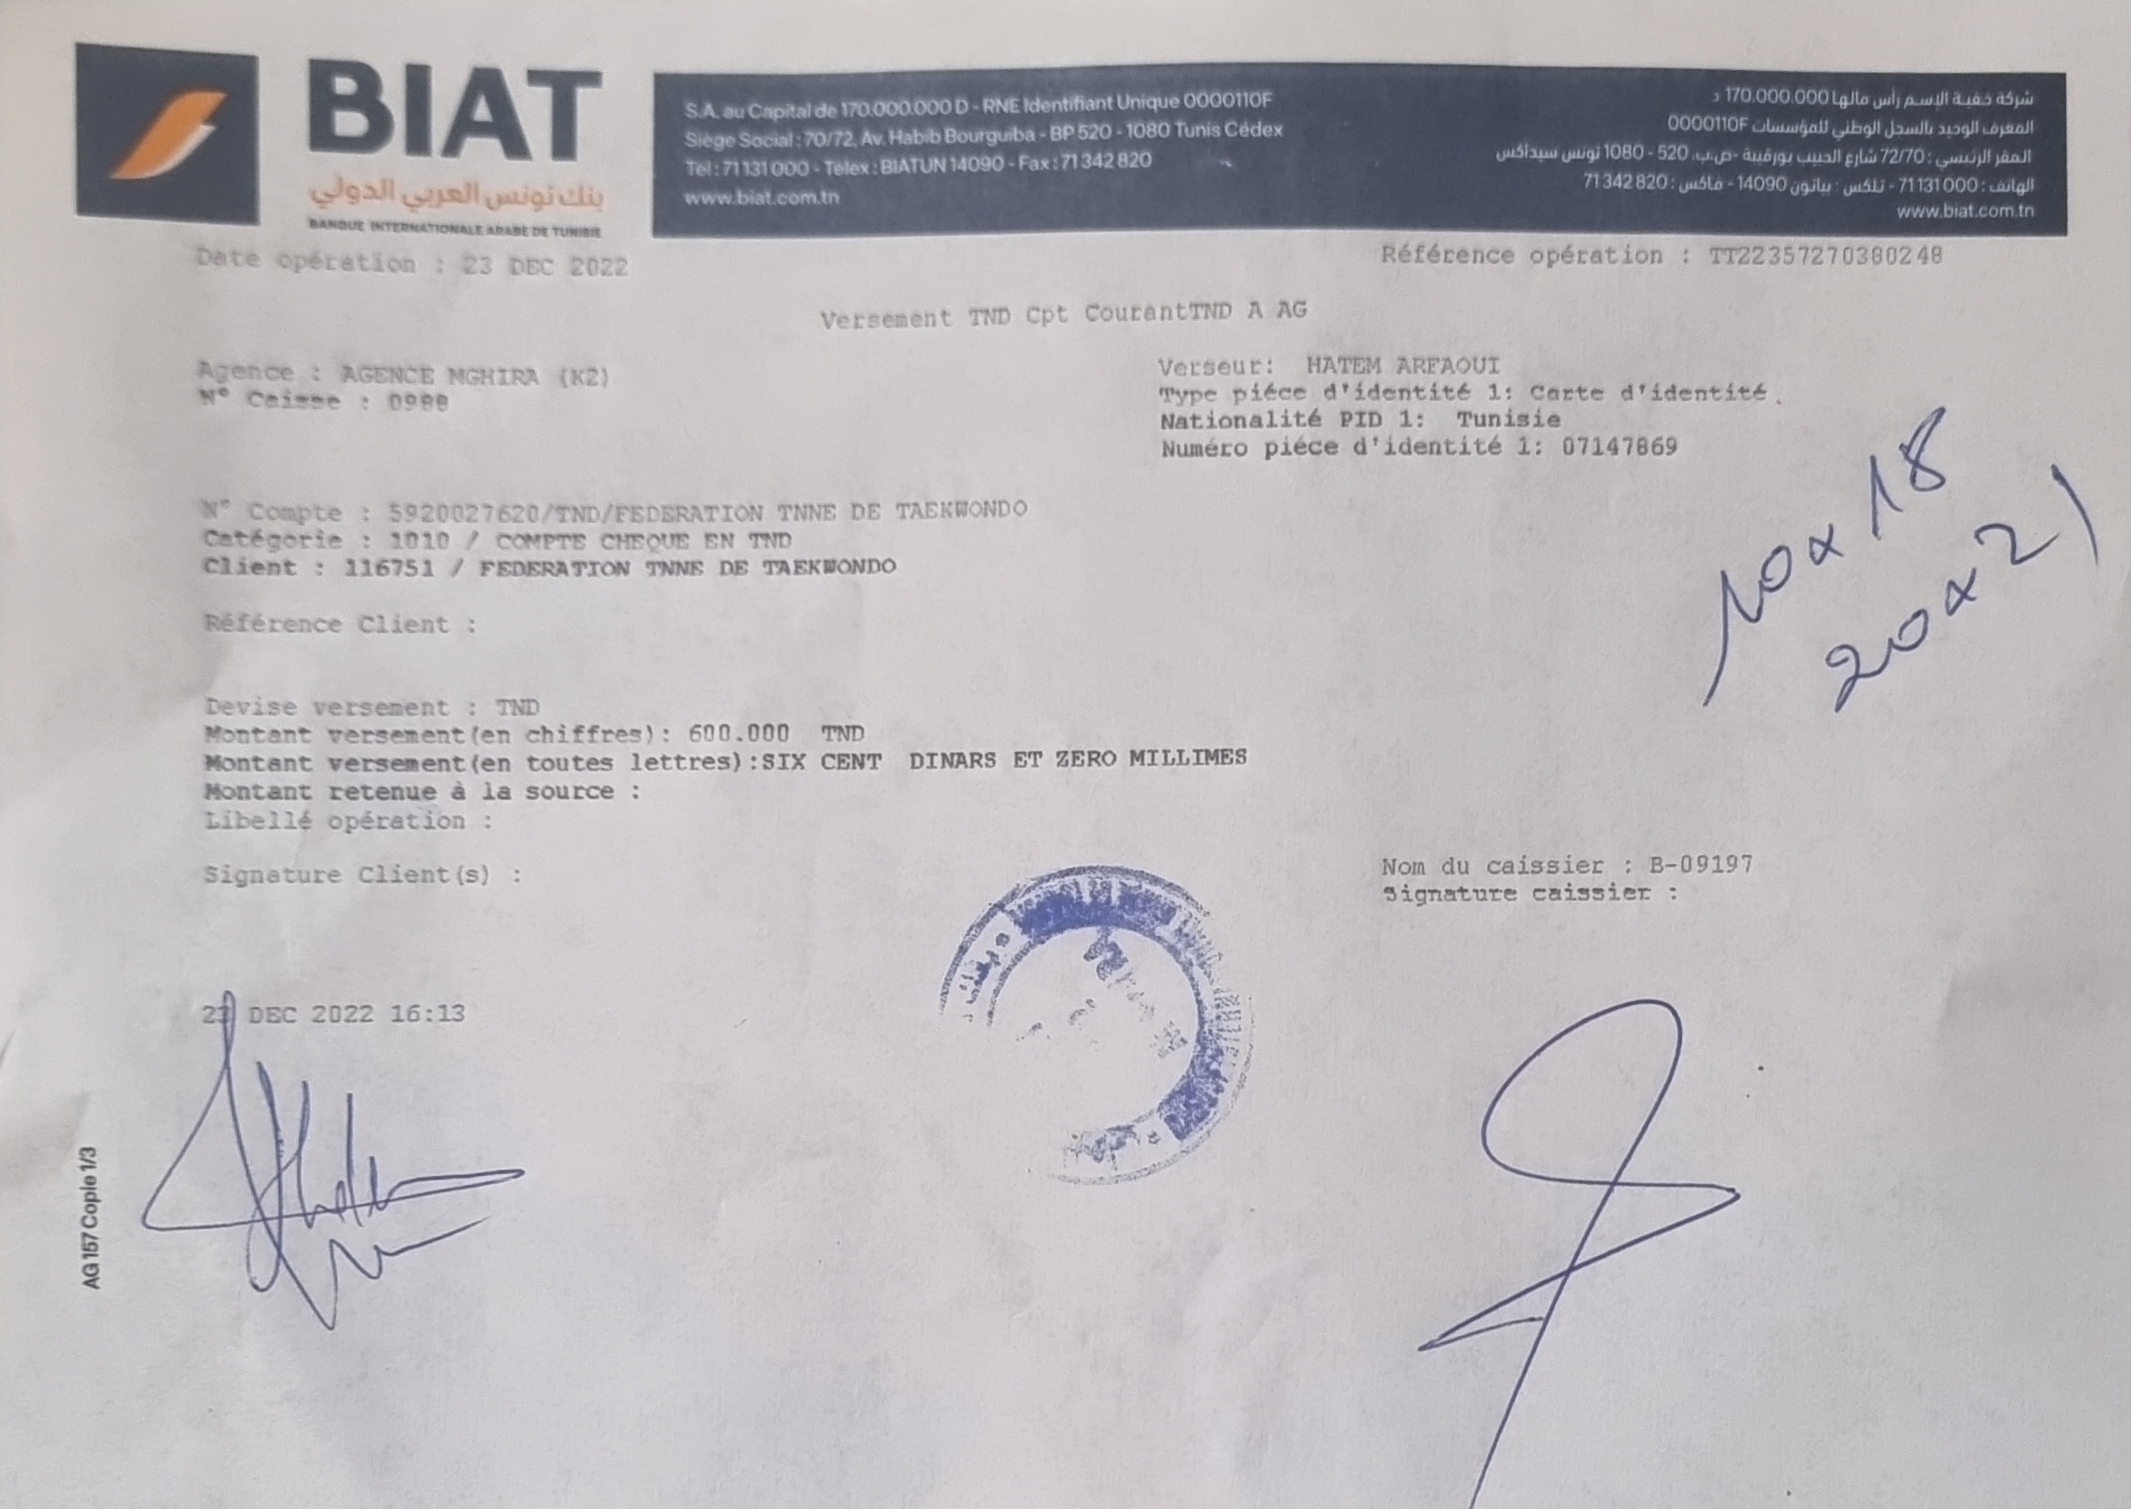 BIAT
بنك تونس العربي الدولي
BANQUE INTERNATIONALE ARABE DE TUNISIE
S.A. au Capital de 170.000.000 D - RNE Identifiant Unique 0000110F
Siège Social : 70/72, Av. Habib Bourguiba - BP 520 - 1080 Tunis Cédex
Tel : 71 131 000 - Télex : BIATUN 14090 - Fax : 71 342 820
www.biat.com.tn
شركة خفية الإسم رأس مالها 170.000.000 د
المعرف الوحيد بالسجل الوطني للمؤسسات 0000110F
المقر الرئيسي : 72/70 شارع الحبيب بورقيبة -ص.ب. 520 - 1080 تونس سيداكس
الهاتف : 71 131 000 - تلكس : بياتون 14090 - فاكس : 71 342 820
www.biat.com.tn
Date opération : 23 DEC 2022
Référence opération : TT22357270380248
Versement TND Cpt CourantTND A AG
Agence : AGENCE MGHIRA (K2)
N° Caisse : 0988
Verseur: HATEM ARFAOUI
Type piéce d'identité 1: Carte d'identité.
Nationalité PID 1: Tunisie
Numéro piéce d'identité 1: 07147869
10 x 18
20 x 21
N° Compte : 5920027620/TND/FEDERATION TNNE DE TAEKWONDO
Catégorie : 1010 / COMPTE CHEQUE EN TND
Client : 116751 / FEDERATION TNNE DE TAEKWONDO
Référence Client :
Devise versement : TND
Montant versement(en chiffres): 600.000 TND
Montant versement(en toutes lettres):SIX CENT DINARS ET ZERO MILLIMES
Montant retenue à la source :
Libellé opération :
Signature Client(s) :
Nom du caissier : B-09197
Signature caissier :
23 DEC 2022 16:13
AG 157 Copie 1/3